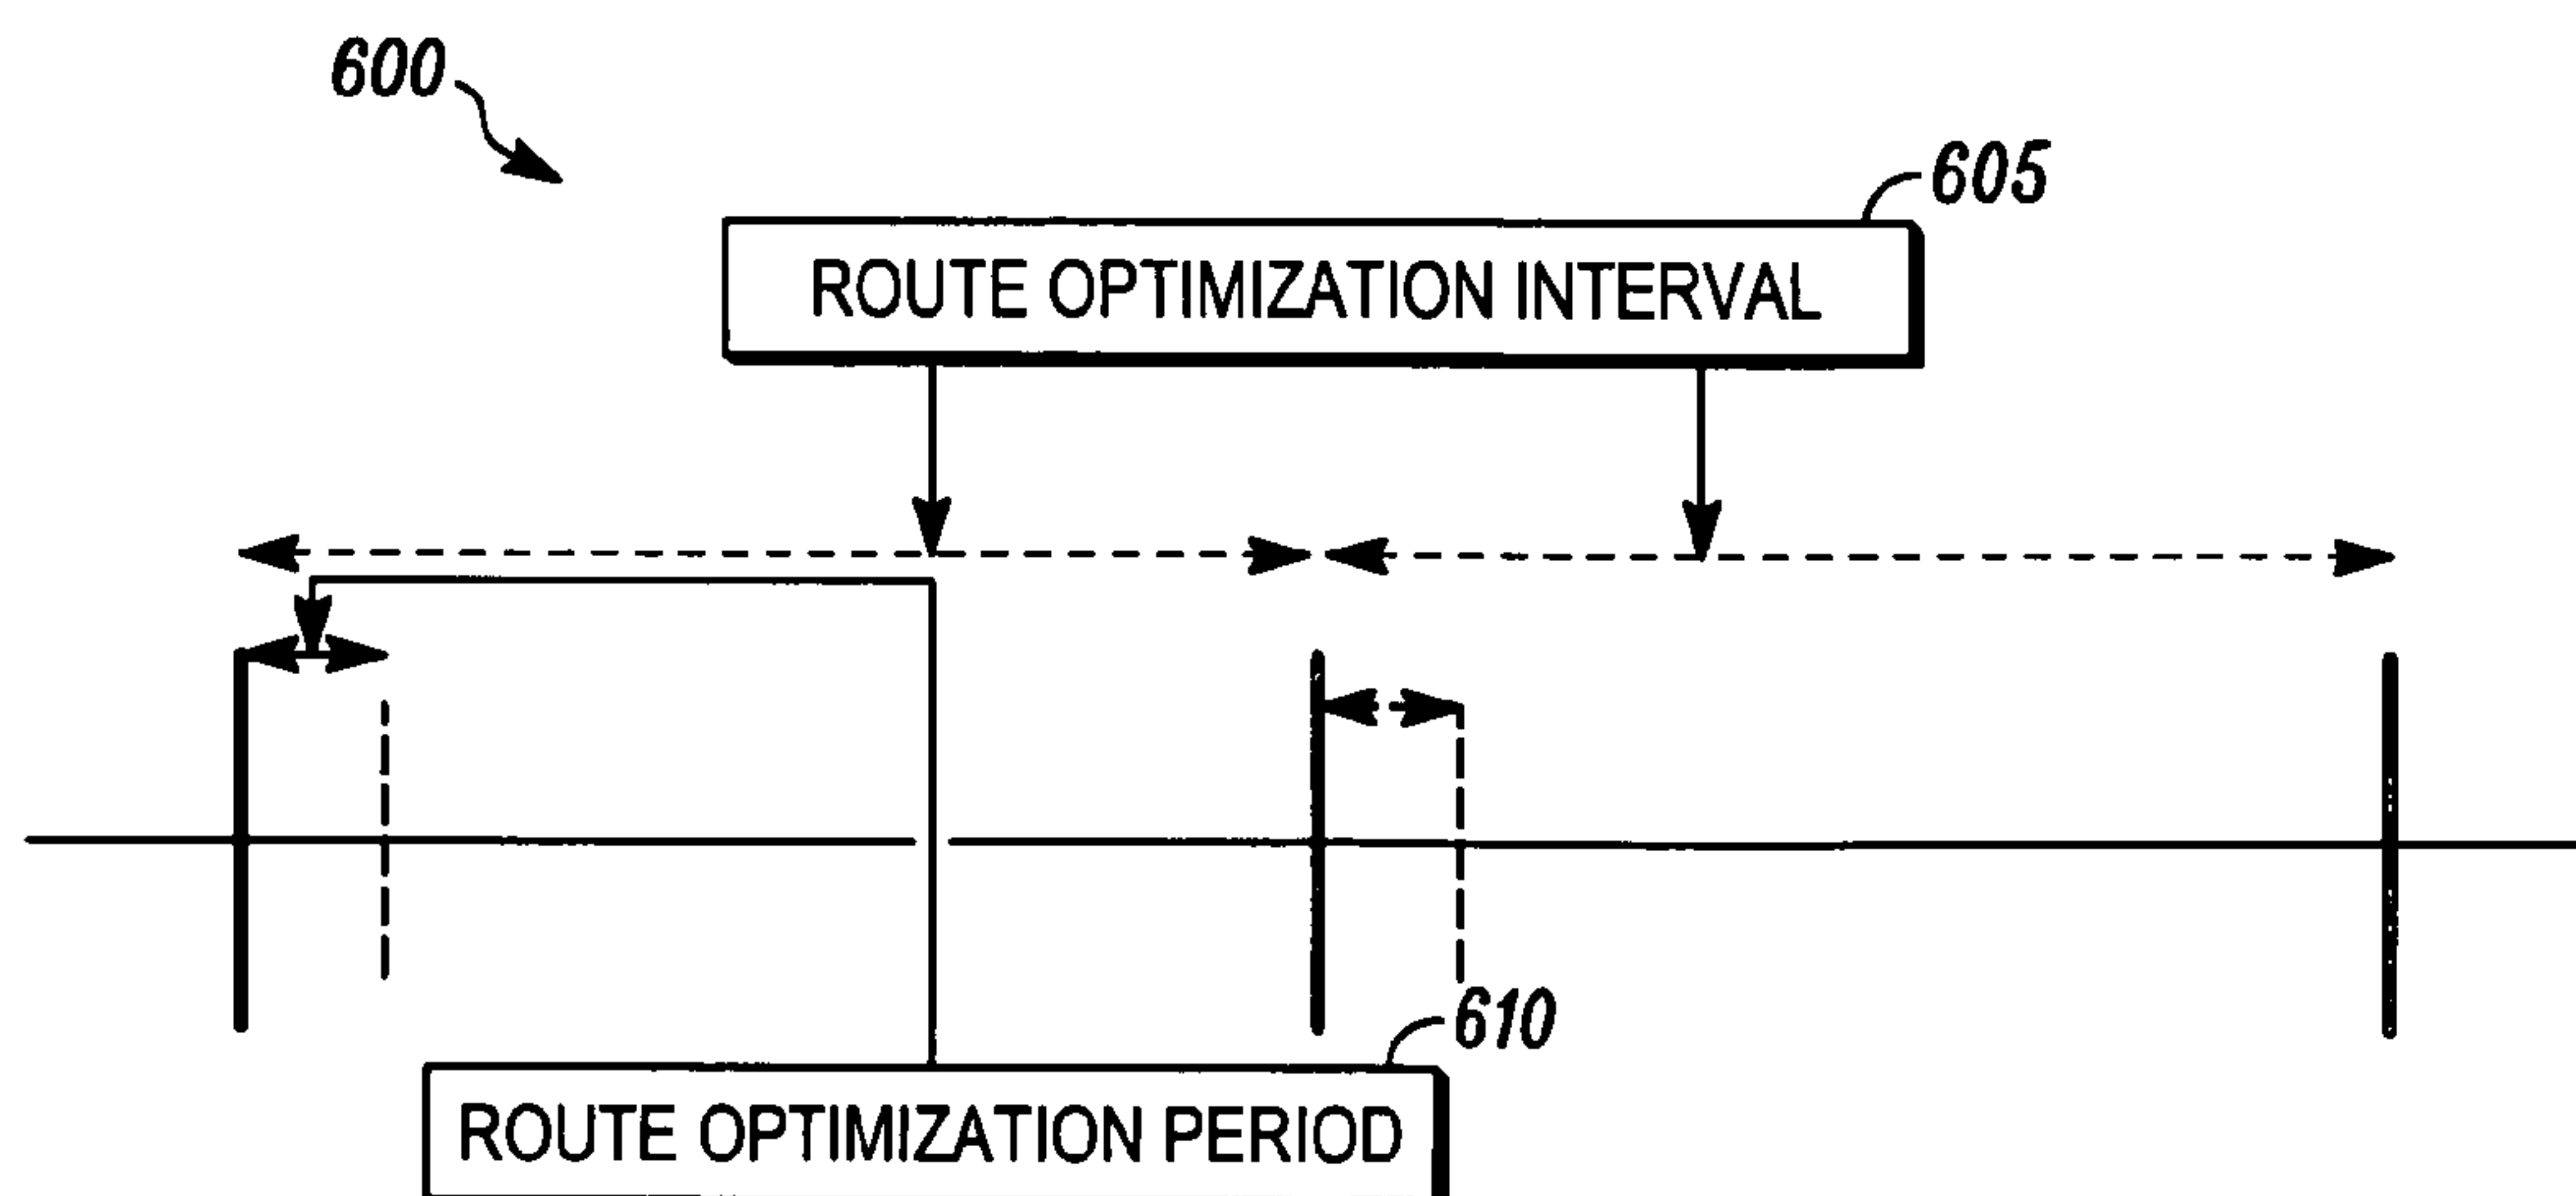 600
605
ROUTE OPTIMIZATION INTERVAL
610
ROUTE OPTIMIZATION PERIOD